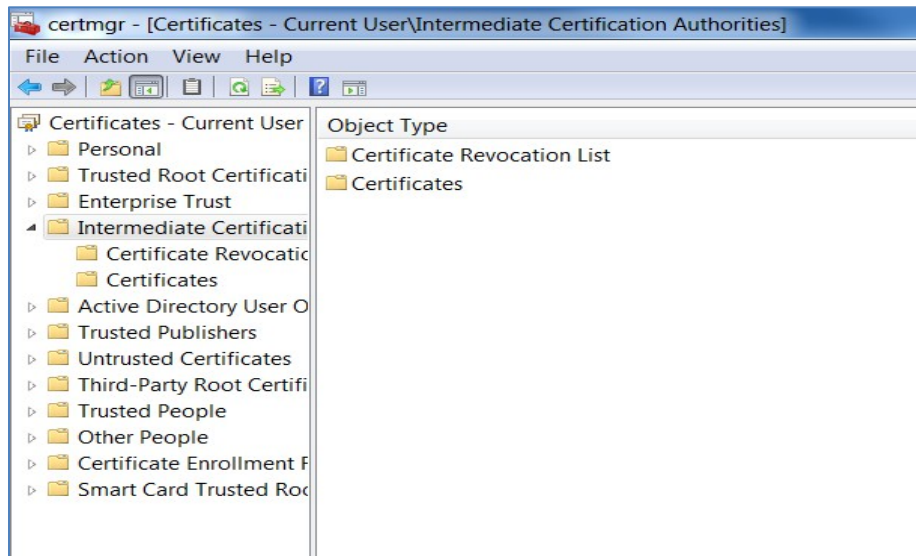 certmgr - [Certificates - Current User\Intermediate Certification Authorities]
File Action View Help
Certificates - Current User
Personal
Trusted Root Certificati
Enterprise Trust
Intermediate Certificati
Certificate Revocatic
Certificates
Active Directory User O
Trusted Publishers
Untrusted Certificates
Third-Party Root Certifi
Trusted People
Other People
Certificate Enrollment F
Smart Card Trusted Roo
Object Type
Certificate Revocation List
Certificates